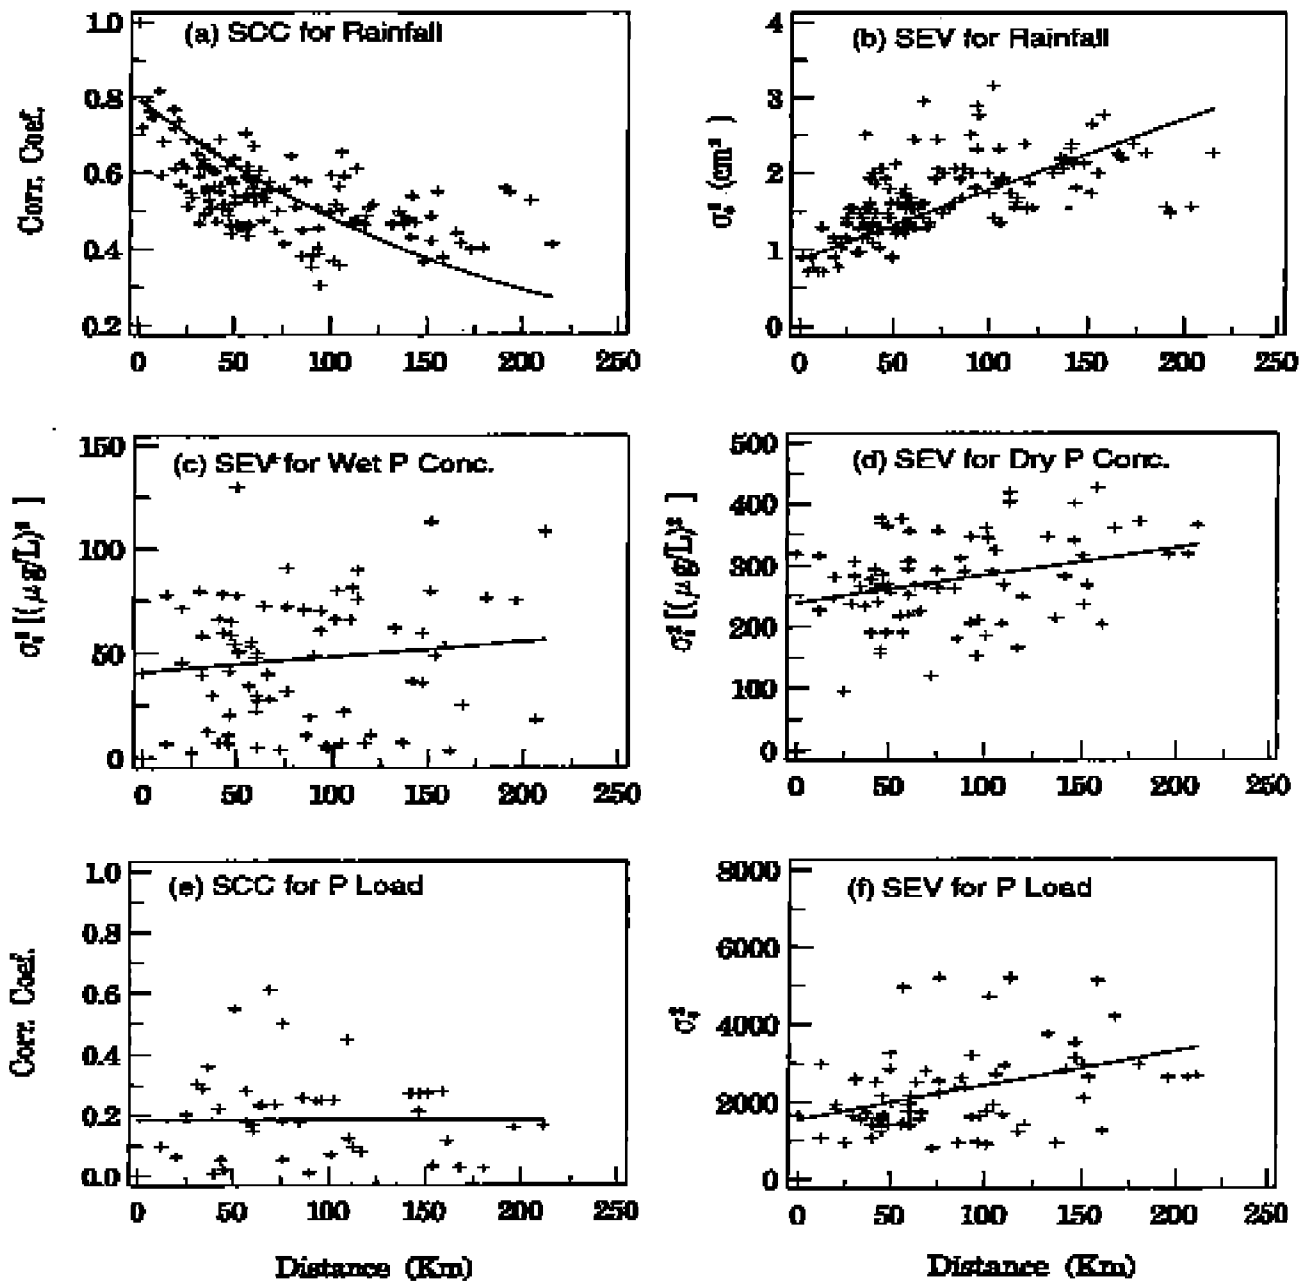 (a) SCC for Rainfall
Corr. Coef.
1.0
0.8
0.6
0.4
0.2
0 50 100 150 200 250
(b) SEV for Rainfall
(cm²)
4
3
2
1
0
0 50 100 150 200 250
(c) SEV for Wet P Conc.
[(μg/L)²]
150
100
50
0
0 50 100 150 200 250
(d) SEV for Dry P Conc.
[(μg/L)²]
500
400
300
200
100
0
0 50 100 150 200 250
(e) SCC for P Load
Corr. Coef.
1.0
0.8
0.6
0.4
0.2
0.0
0 50 100 150 200 250
Distance (Km)
(f) SEV for P Load
8000
6000
4000
2000
0
0 50 100 150 200 250
Distance (Km)